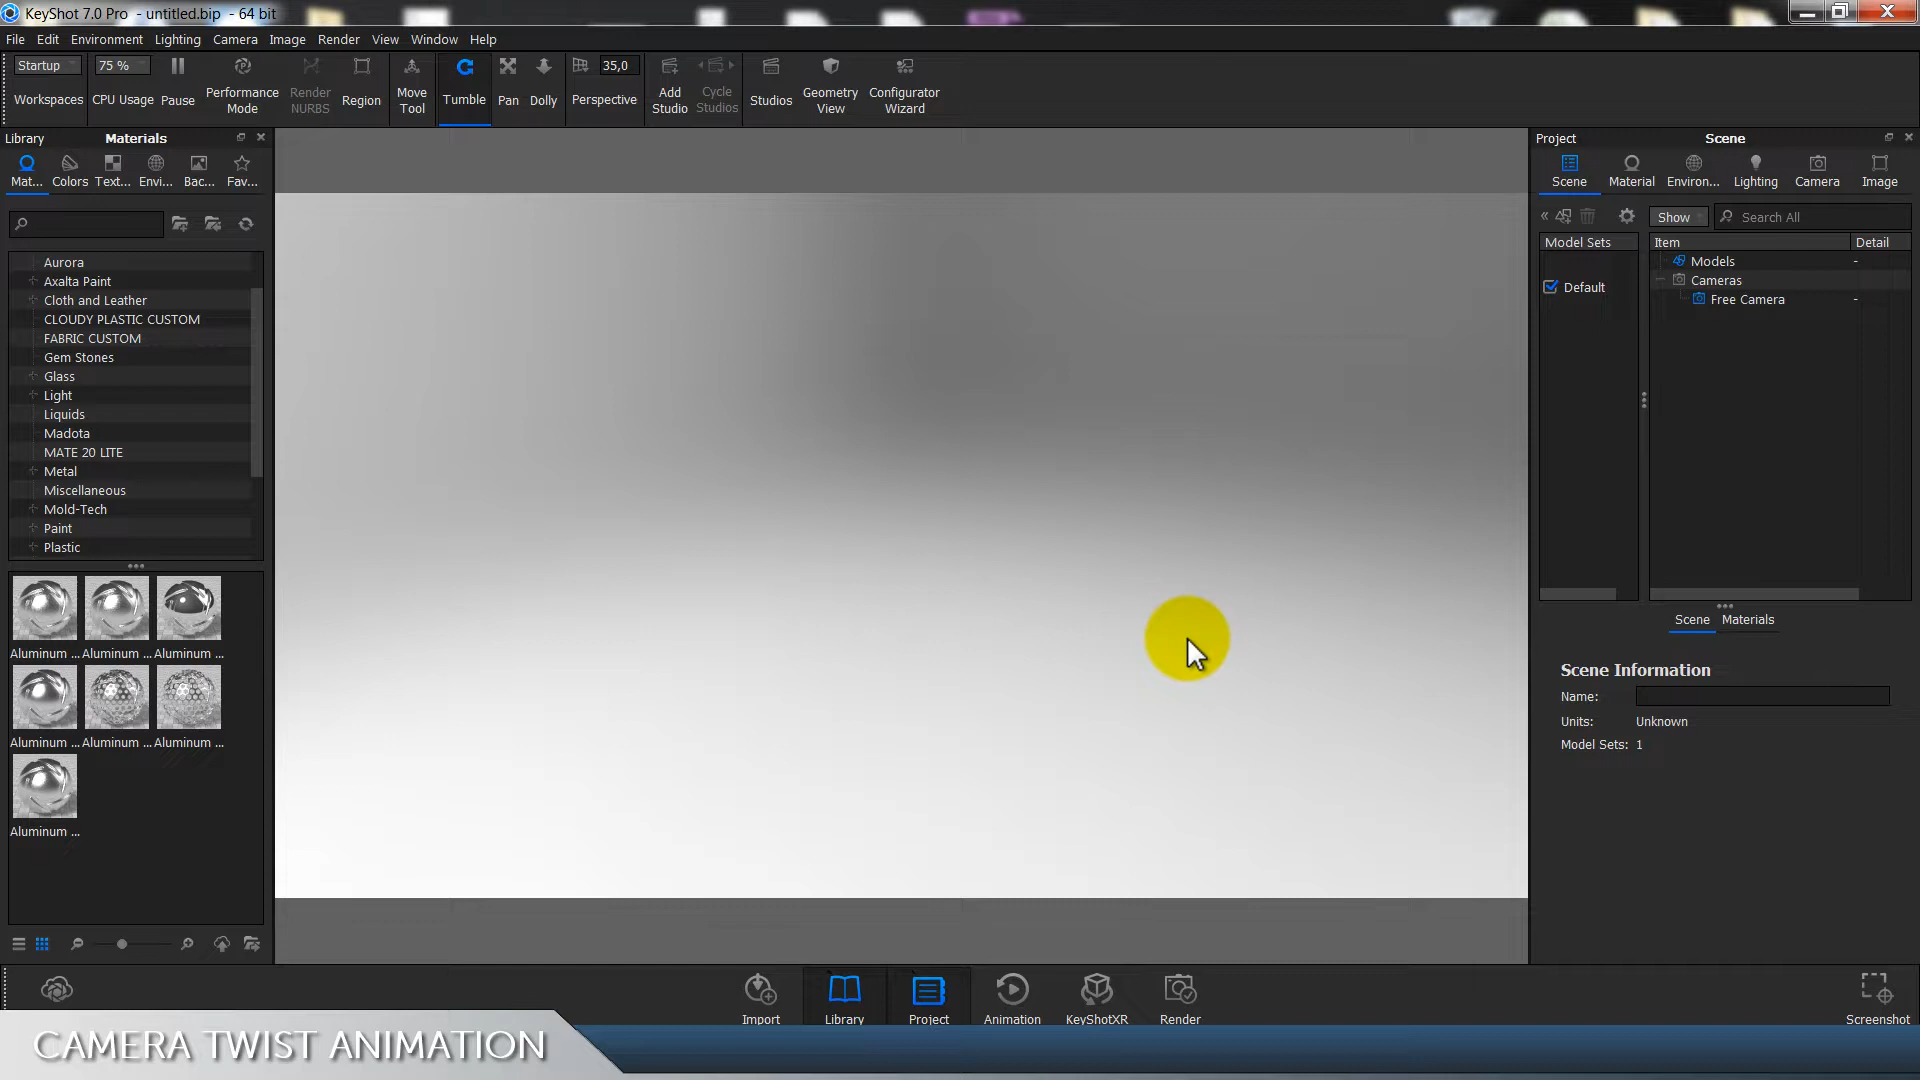 KeyShot 7.0 Pro - untitled.bip - 64 bit
File Edit Environment Lighting Camera Image Render View Window Help
Startup 75 % 35,0
Workspaces CPU Usage Pause Performance Mode Render NURBS Region Move Tool Tumble Pan Dolly Perspective Add Studio Cycle Studios Studios Geometry View Configurator Wizard
Library Materials
Mat... Colors Text... Envi... Bac... Fav...
Aurora
Axalta Paint
Cloth and Leather
CLOUDY PLASTIC CUSTOM
FABRIC CUSTOM
Gem Stones
Glass
Light
Liquids
Madota
MATE 20 LITE
Metal
Miscellaneous
Mold-Tech
Paint
Plastic
Aluminum ... Aluminum ... Aluminum ...
Aluminum ... Aluminum ... Aluminum ...
Aluminum ...
Project Scene
Scene Material Environ... Lighting Camera Image
Show Search All
Model Sets Item Detail
Default
Models -
Cameras
Free Camera -
Scene Materials
Scene Information
Name:
Units: Unknown
Model Sets: 1
Import Library Project Animation KeyShotXR Render Screenshot
CAMERA TWIST ANIMATION